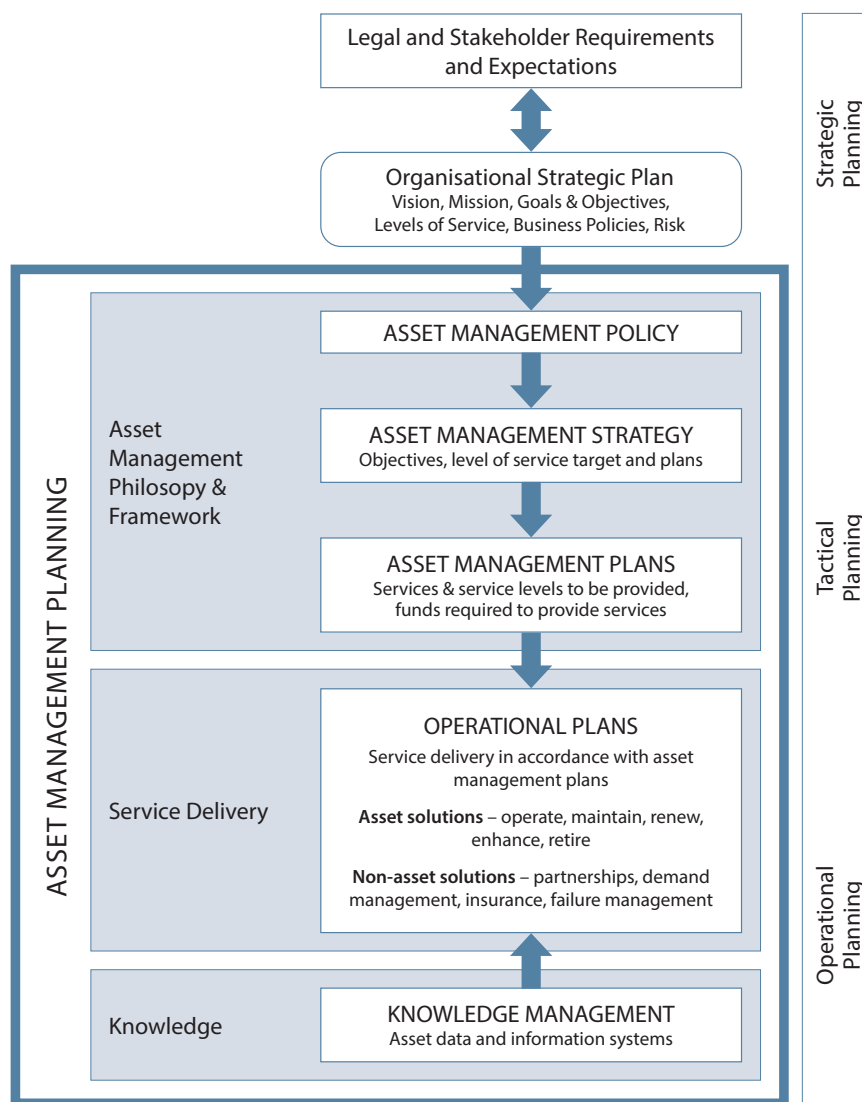 Legal and Stakeholder Requirements
and Expectations
Organisational Strategic Plan
Vision, Mission, Goals & Objectives,
Levels of Service, Business Policies, Risk
Strategic
Planning
ASSET MANAGEMENT PLANNING
Asset
Management
Philosopy &
Framework
ASSET MANAGEMENT POLICY
ASSET MANAGEMENT STRATEGY
Objectives, level of service target and plans
ASSET MANAGEMENT PLANS
Services & service levels to be provided,
funds required to provide services
Tactical
Planning
Service Delivery
OPERATIONAL PLANS
Service delivery in accordance with asset
management plans
Asset solutions – operate, maintain, renew,
enhance, retire
Non-asset solutions – partnerships, demand
management, insurance, failure management
Operational
Planning
Knowledge
KNOWLEDGE MANAGEMENT
Asset data and information systems